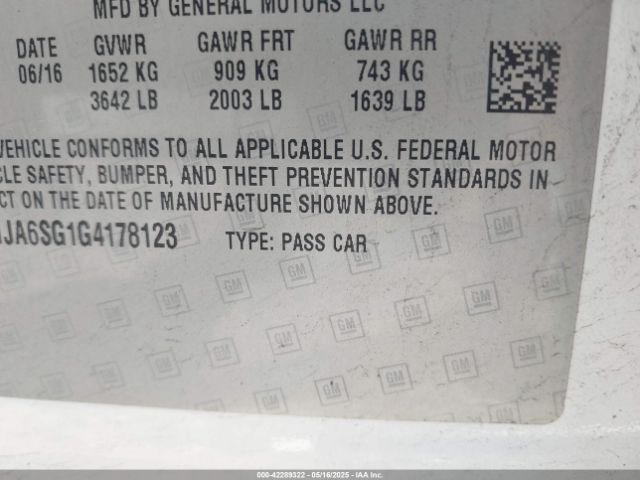 MFD BY GENERAL MOTORS LLC
DATE GVWR GAWR FRT GAWR RR
06/16 1652 KG 909 KG 743 KG
3642 LB 2003 LB 1639 LB
VEHICLE CONFORMS TO ALL APPLICABLE U.S. FEDERAL MOTOR
CLE SAFETY, BUMPER, AND THEFT PREVENTION STANDARDS IN
CT ON THE DATE OF MANUFACTURE SHOWN ABOVE.
JA6SG1G4178123 TYPE: PASS CAR
GM
000-42289322 - 05/16/2025 - IAA Inc.